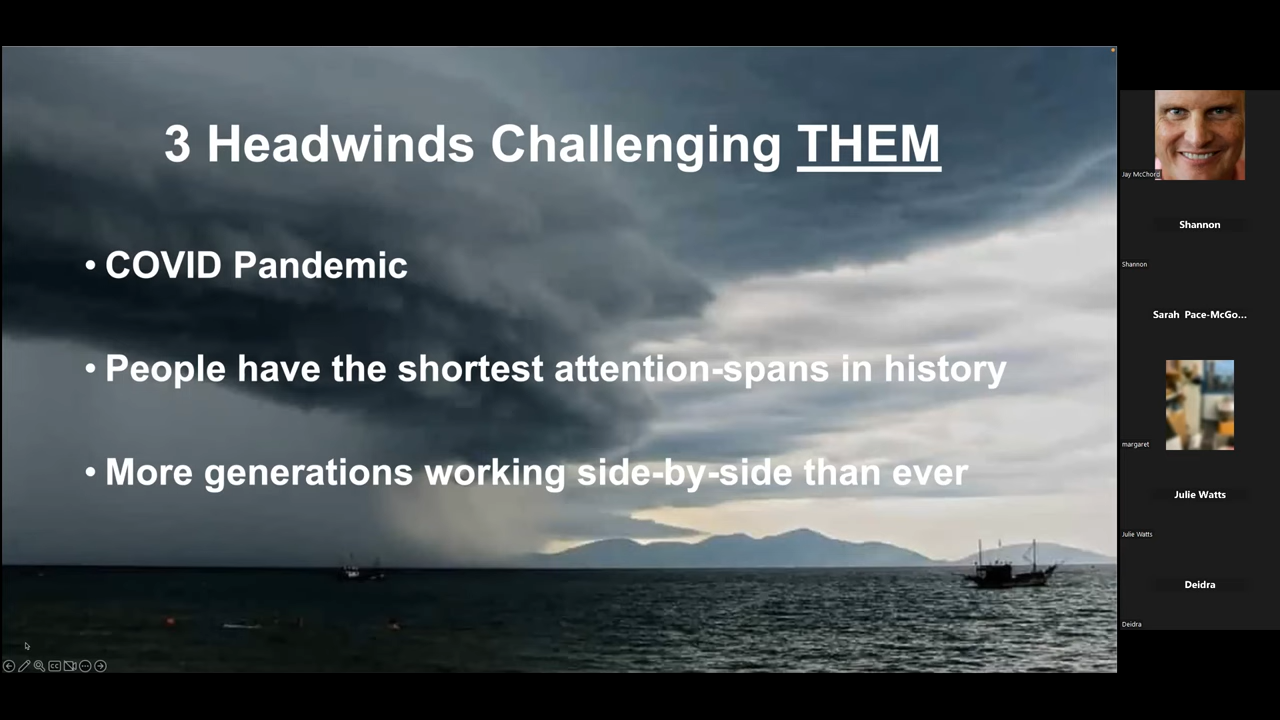 3 Headwinds Challenging THEM
• COVID Pandemic
• People have the shortest attention-spans in history
• More generations working side-by-side than ever
Jay McChord
Shannon
Shannon
Sarah Pace-McGo...
margaret
Julie Watts
Julie Watts
Deidra
Deidra
CC